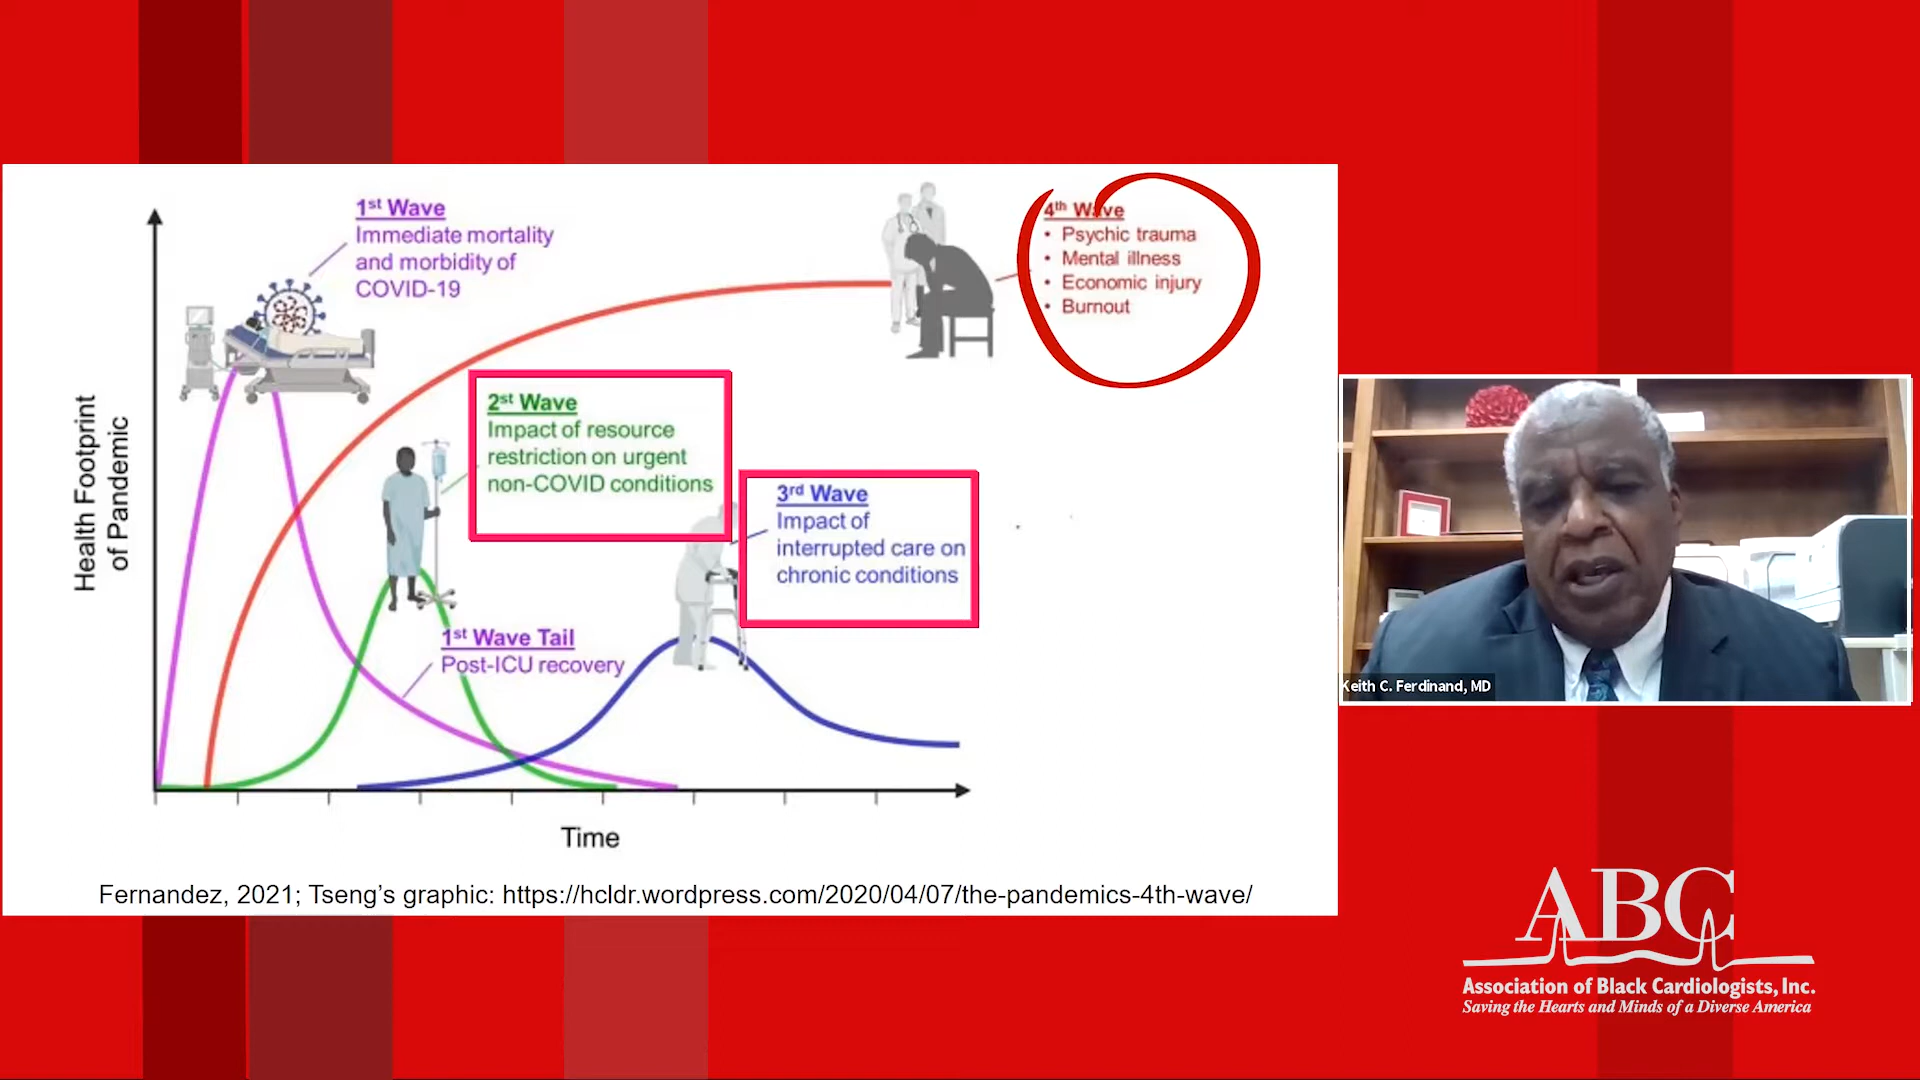 1st Wave
Immediate mortality
and morbidity of
COVID-19
4th Wave
• Psychic trauma
• Mental illness
• Economic injury
• Burnout
2st Wave
Impact of resource
restriction on urgent
non-COVID conditions
3rd Wave
Impact of
interrupted care on
chronic conditions
1st Wave Tail
Post-ICU recovery
Health Footprint
of Pandemic
Time
Fernandez, 2021; Tseng's graphic: https://hcldr.wordpress.com/2020/04/07/the-pandemics-4th-wave/
Keith C. Ferdinand, MD
ABC
Association of Black Cardiologists, Inc.
Saving the Hearts and Minds of a Diverse America